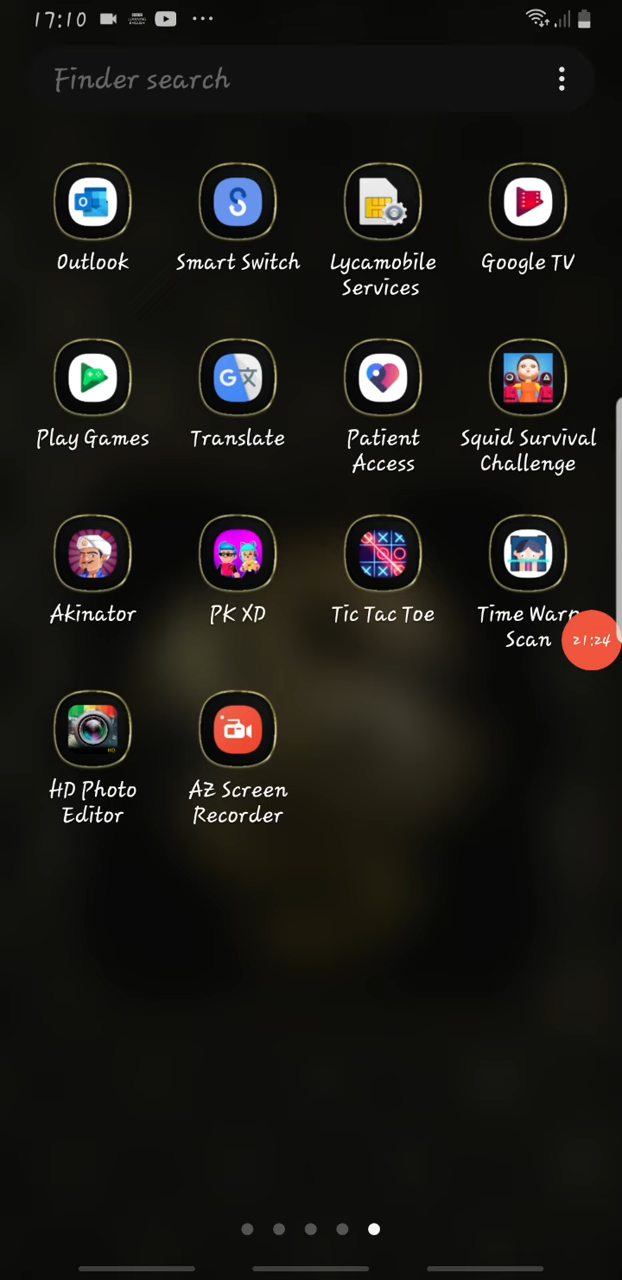 17:10
Finder search
Outlook
Smart Switch
Lycamobile
Services
Google TV
Play Games
Translate
Patient
Access
Squid Survival
Challenge
Akinator
PK XD
Tic Tac Toe
Time Warp
Scan
21:24
HD Photo
Editor
AZ Screen
Recorder